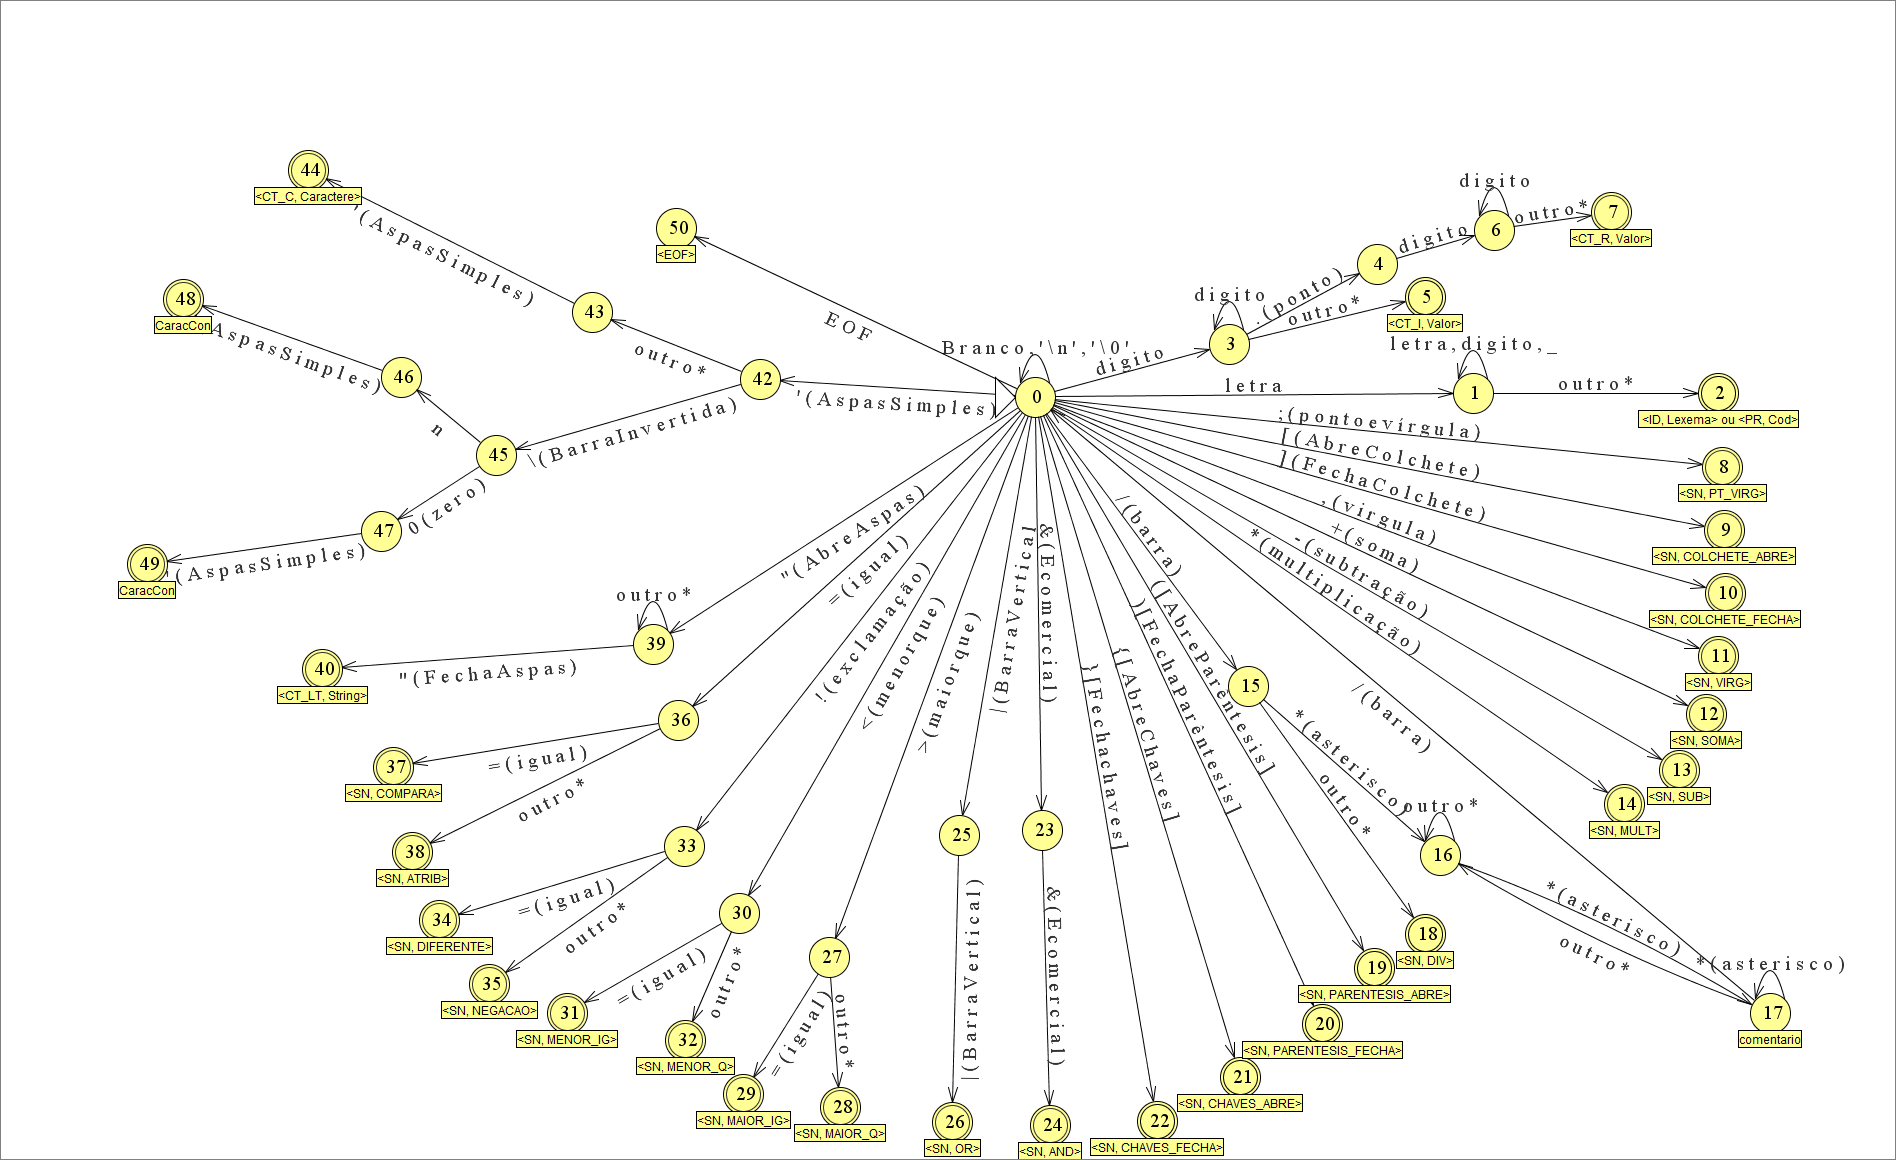 44
<CT_C, Caractere>
'(AspasSimples)
50
<EOF>
EOF
48
CaracCon
AspasSimples)
43
outro*
46
n
42
\(BarraInvertida)
'(AspasSimples)
45
0(zero)
47
'(AspasSimples)
49
CaracCon
Branco,'\n','\0'
0
digito
digito
3
.(ponto)
4
digito
digito
6
outro*
7
<CT_R, Valor>
outro*
5
<CT_I, Valor>
letra
letra,digito,_
1
outro*
2
<ID, Lexema> ou <PR, Cod>
;(pontoevírgula)
8
<SN, PT_VIRG>
[(AbreColchete)
9
<SN, COLCHETE_ABRE>
](FechaColchete)
10
<SN, COLCHETE_FECHA>
,(vírgula)
11
<SN, VIRG>
+(soma)
12
<SN, SOMA>
-(subtração)
13
<SN, SUB>
*(multiplicação)
14
<SN, MULT>
/(barra)
15
*(asterisco)
outro*
16
*(asterisco)
outro*
*(asterisco)
17
comentario
/(barra)
outro*
18
<SN, DIV>
([AbreParêntesis]
19
<SN, PARENTESIS_ABRE>
)[FechaParêntesis]
20
<SN, PARENTESIS_FECHA>
{[AbreChaves]
21
<SN, CHAVES_ABRE>
}[Fechachaves]
22
<SN, CHAVES_FECHA>
&(Ecomercial)
23
&(Ecomercial)
24
<SN, AND>
|(BarraVertical
25
|(BarraVertical)
26
<SN, OR>
>(maiorque)
27
=(igual)
outro*
29
<SN, MAIOR_IG>
28
<SN, MAIOR_Q>
<(menorque)
30
=(igual)
outro*
31
<SN, MENOR_IG>
32
<SN, MENOR_Q>
!(exclamação)
33
=(igual)
outro*
34
<SN, DIFERENTE>
35
<SN, NEGACAO>
=(igual)
36
=(igual)
outro*
37
<SN, COMPARA>
38
<SN, ATRIB>
"(AbreAspas)
outro*
39
"(FechaAspas)
40
<CT_LT, String>